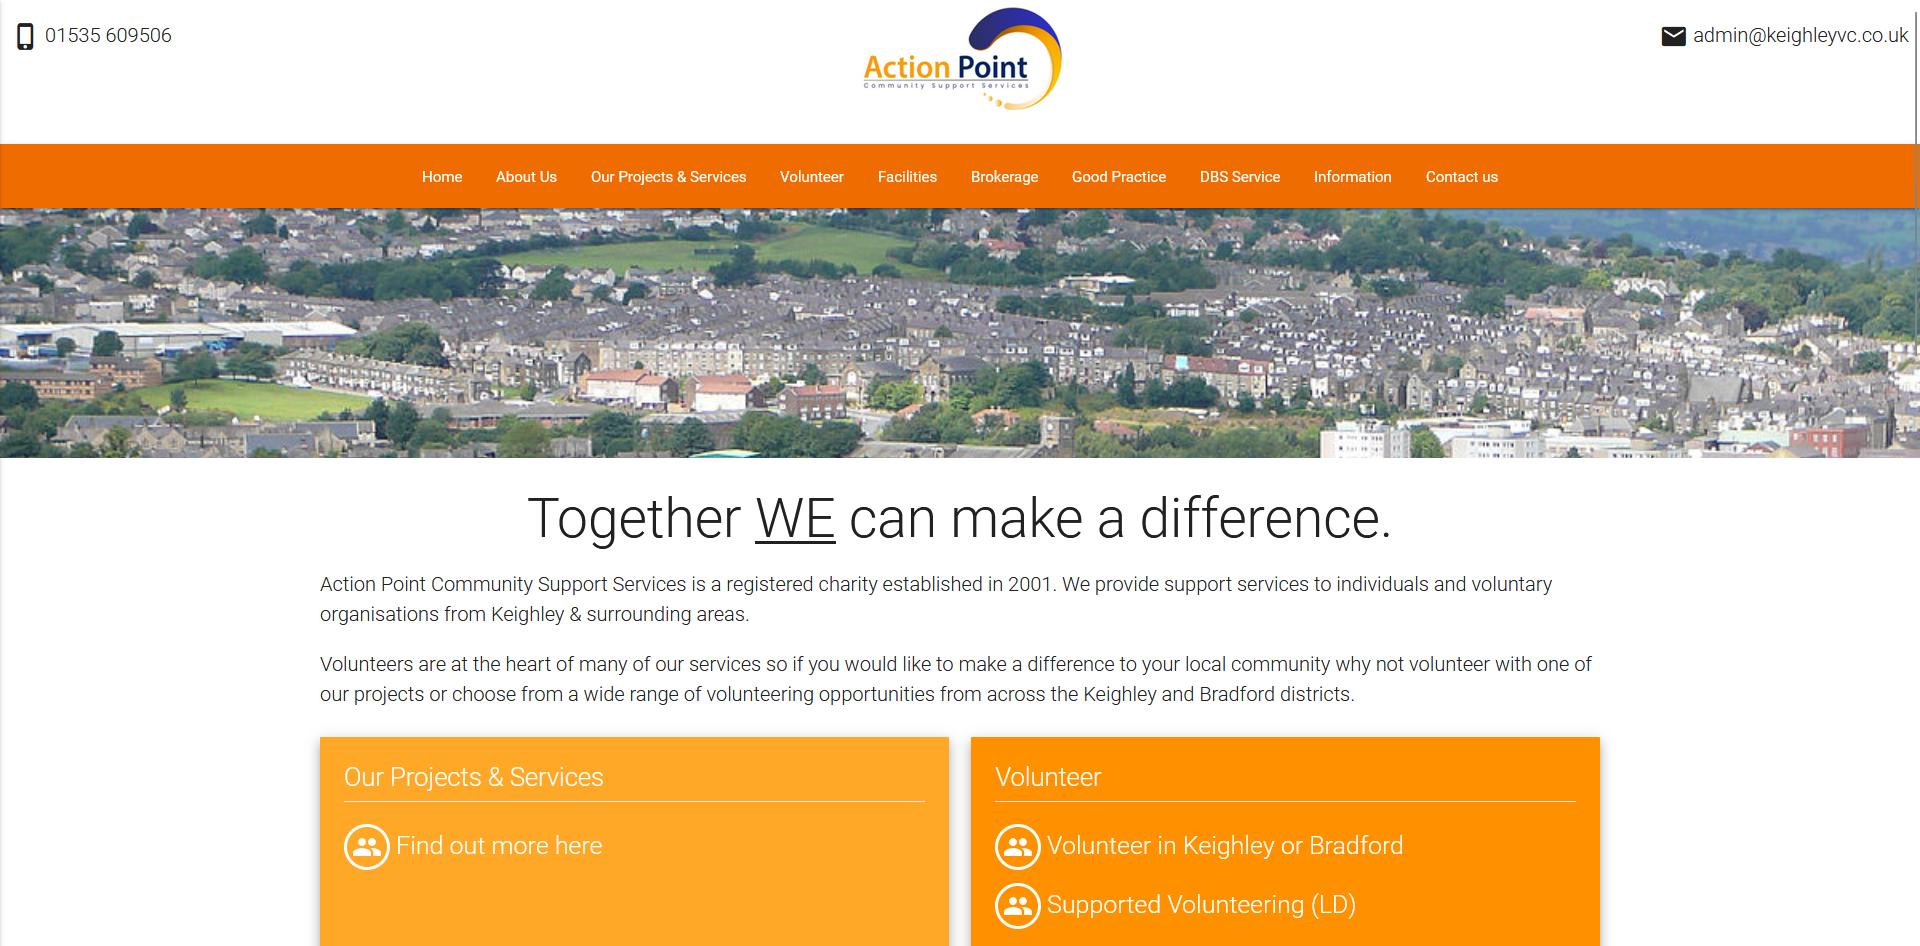 01535 609506
Action Point
Community Support Services
admin@keighleyvc.co.uk
Home About Us Our Projects & Services Volunteer Facilities Brokerage Good Practice DBS Service Information Contact us
Together WE can make a difference.
Action Point Community Support Services is a registered charity established in 2001. We provide support services to individuals and voluntary
organisations from Keighley & surrounding areas.
Volunteers are at the heart of many of our services so if you would like to make a difference to your local community why not volunteer with one of
our projects or choose from a wide range of volunteering opportunities from across the Keighley and Bradford districts.
Our Projects & Services
Find out more here
Volunteer
Volunteer in Keighley or Bradford
Supported Volunteering (LD)